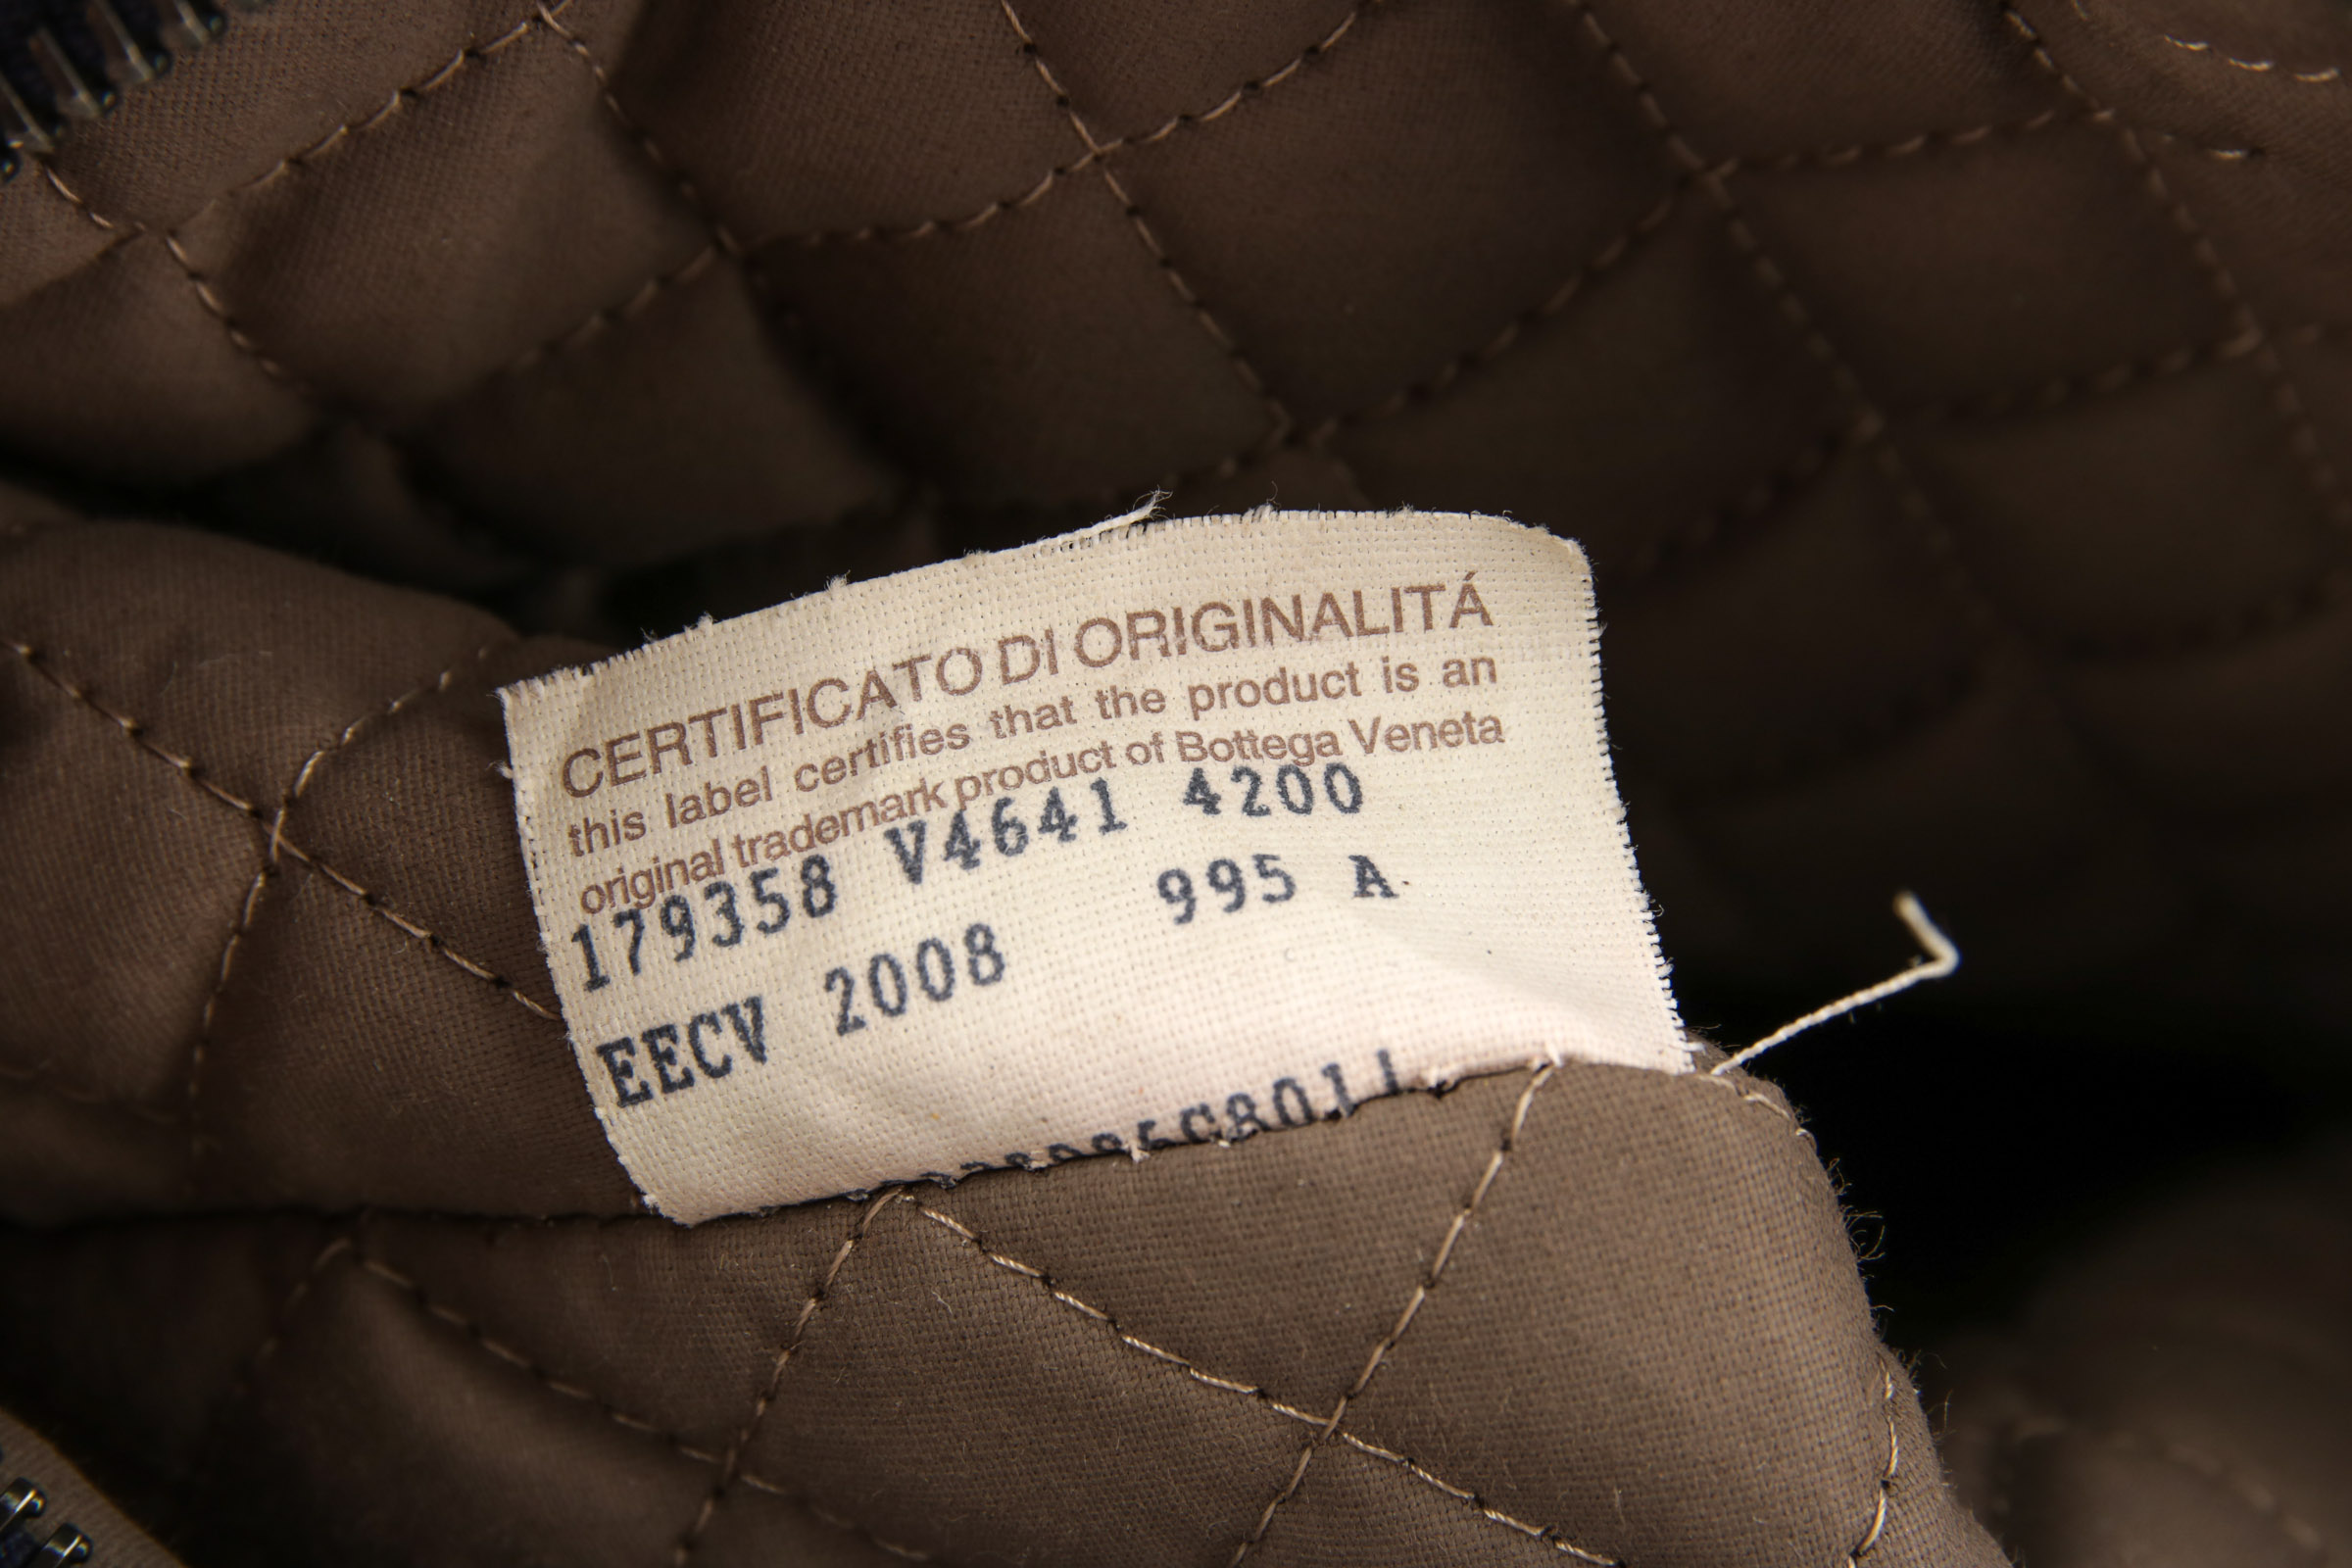 CERTIFICATO DI ORIGINALITÁ
this label certifies that the product is an
original trademark product of Bottega Veneta
179358 V4641 4200
995 A
EECV 2008